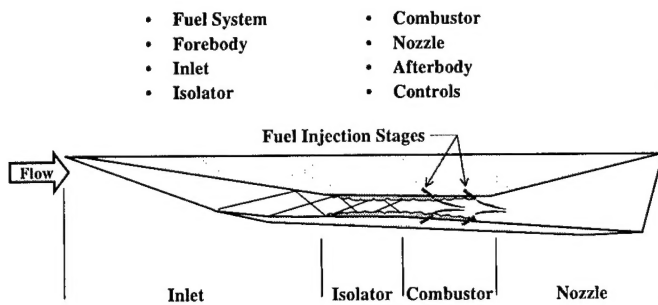 • Fuel System
• Forebody
• Inlet
• Isolator
• Combustor
• Nozzle
• Afterbody
• Controls
Fuel Injection Stages
Flow
Inlet
Isolator
Combustor
Nozzle